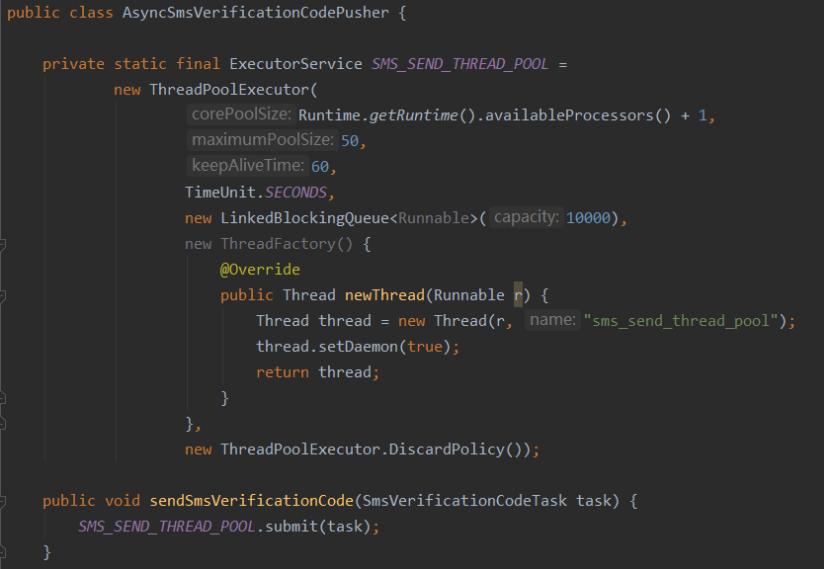 public class AsyncSmsVerificationCodePusher {
private static final ExecutorService SMS_SEND_THREAD_POOL =
new ThreadPoolExecutor(
corePoolSize: Runtime.getRuntime().availableProcessors() + 1,
maximumPoolSize: 50,
keepAliveTime: 60,
TimeUnit.SECONDS,
new LinkedBlockingQueue<Runnable>( capacity: 10000),
new ThreadFactory() {
@Override
public Thread newThread(Runnable r) {
Thread thread = new Thread(r, name: "sms_send_thread_pool");
thread.setDaemon(true);
return thread;
}
},
new ThreadPoolExecutor.DiscardPolicy());
public void sendSmsVerificationCode(SmsVerificationCodeTask task) {
SMS_SEND_THREAD_POOL.submit(task);
}